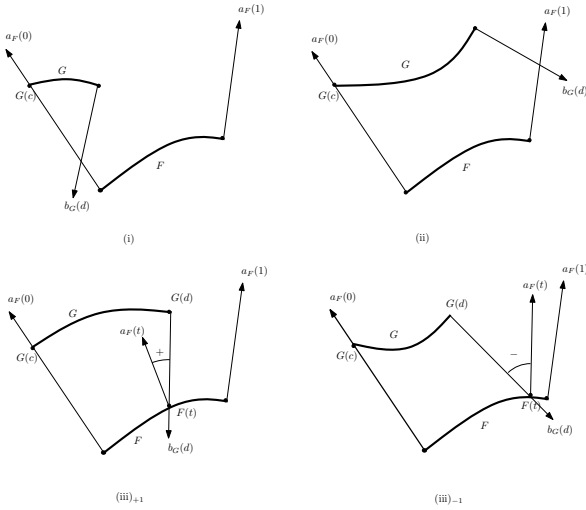 a_F(0)
a_F(1)
G
G(c)
F
b_G(d)
(i)
a_F(0)
a_F(1)
G
G(c)
b_G(d)
F
(ii)
a_F(0)
a_F(1)
G
G(d)
a_F(t)
+
G(c)
F(t)
F
b_G(d)
(iii)_{+1}
a_F(0)
a_F(t)
a_F(1)
G(d)
G
G(c)
−
F(t)
F
b_G(d)
(iii)_{−1}